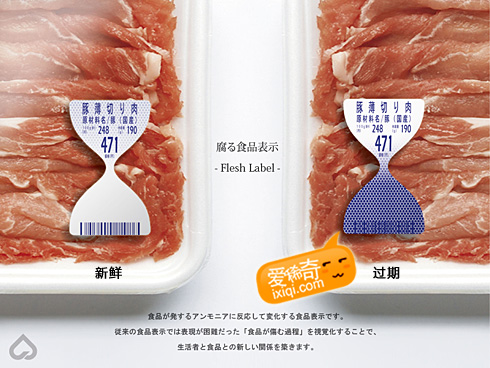 豚薄切り肉
原材料名/豚（国産）
248
190
471
豚薄切り肉
原材料名/豚（国産）
248
190
471
腐る食品表示
- Flesh Label -
新鮮
过期
爱稀奇
ixiqi.com
食品が発するアンモニアに反応して変化する食品表示です。
従来の食品表示では表現が困難だった「食品が傷む過程」を視覚化することで、
生活者と食品との新しい関係を築きます。